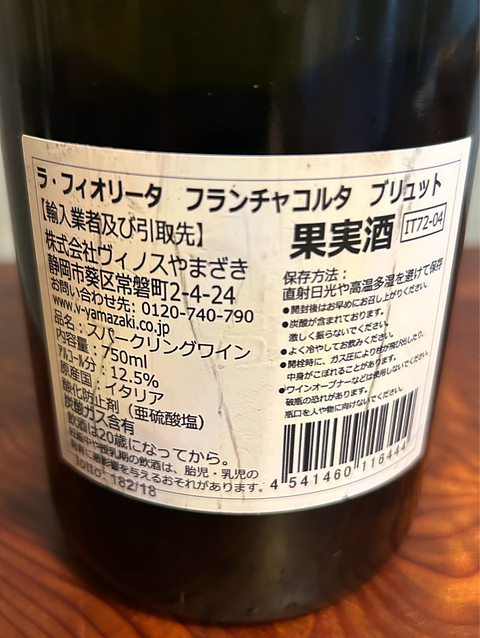 ラ・フィオリータ　フランチャコルタ　ブリュット
【輸入業者及び引取先】
株式会社ヴィノスやまざき
静岡市葵区常磐町2-4-24
お問い合わせ先：0120-740-790
www.v-yamazaki.co.jp
品名：スパークリングワイン
内容量：750ml
アルコール分：12.5%
原産国：イタリア
酸化防止剤（亜硫酸塩）
炭酸ガス含有
飲酒は20歳になってから。
妊娠中や授乳期の飲酒は、胎児・乳児の
発育に悪影響を与えるおそれがあります。
lotto: 182/18
果実酒
IT72-04
保存方法：
直射日光や高温多湿を避けて保存
●開封後はお早めにお召し上がりください。
●炭酸が含まれております。
激しく振らないでください。
●よく冷やしてお飲みください。
●開栓時に、ガス圧により栓が飛び出したり、
中身がこぼれることがあります。
●ワインオープナーなどは使用しないでください。
破瓶の恐れがあります。
瓶口を人や物に向けないでください。
4 541460 116444